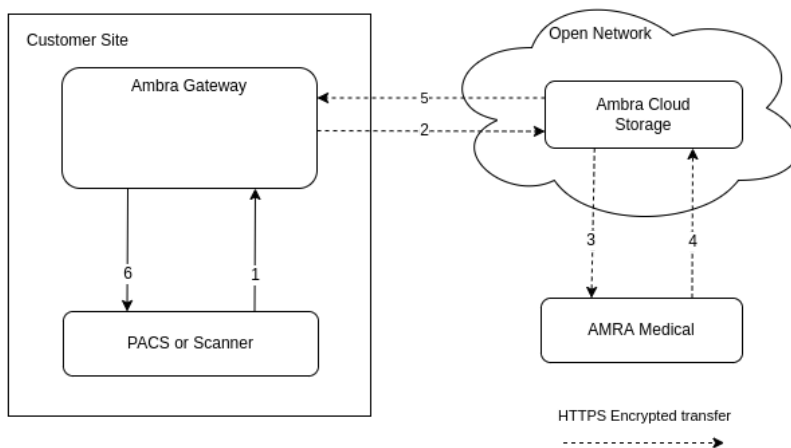 Customer Site
Open Network
Ambra Gateway
Ambra Cloud
Storage
5
2
3
4
6
1
PACS or Scanner
AMRA Medical
HTTPS Encrypted transfer